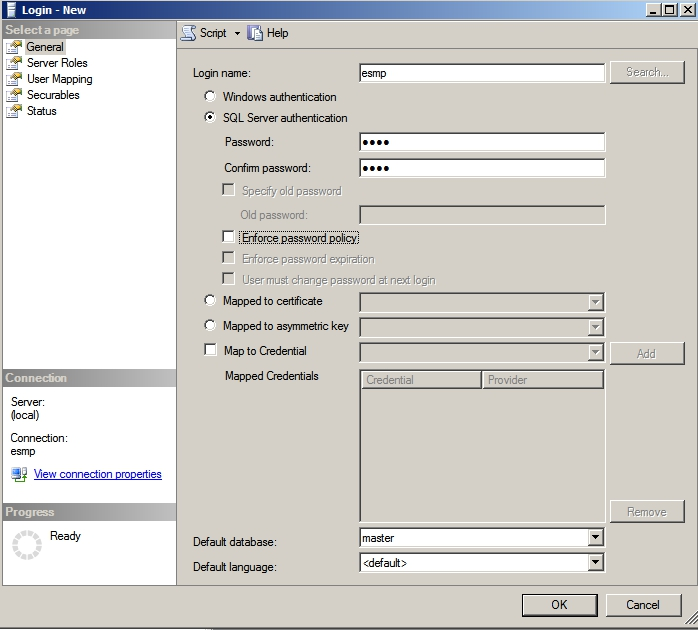 Login - New
Select a page
General
Server Roles
User Mapping
Securables
Status
Script
Help
Login name: esmp Search...
Windows authentication
SQL Server authentication
Password: ••••
Confirm password: ••••
Specify old password
Old password:
Enforce password policy
Enforce password expiration
User must change password at next login
Mapped to certificate
Mapped to asymmetric key
Map to Credential Add
Mapped Credentials Credential Provider
Remove
Default database: master
Default language: <default>
Connection
Server:
(local)
Connection:
esmp
View connection properties
Progress
Ready
OK Cancel